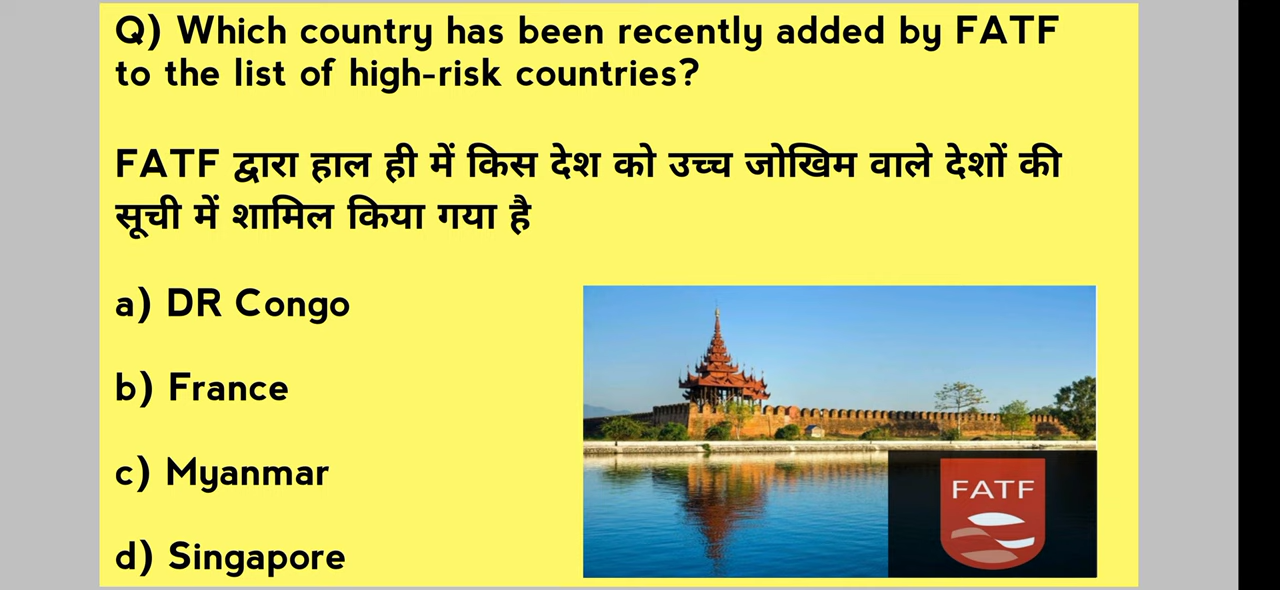 Q) Which country has been recently added by FATF
to the list of high-risk countries?
FATF द्वारा हाल ही में किस देश को उच्च जोखिम वाले देशों की
सूची में शामिल किया गया है
a) DR Congo
b) France
c) Myanmar
d) Singapore
FATF